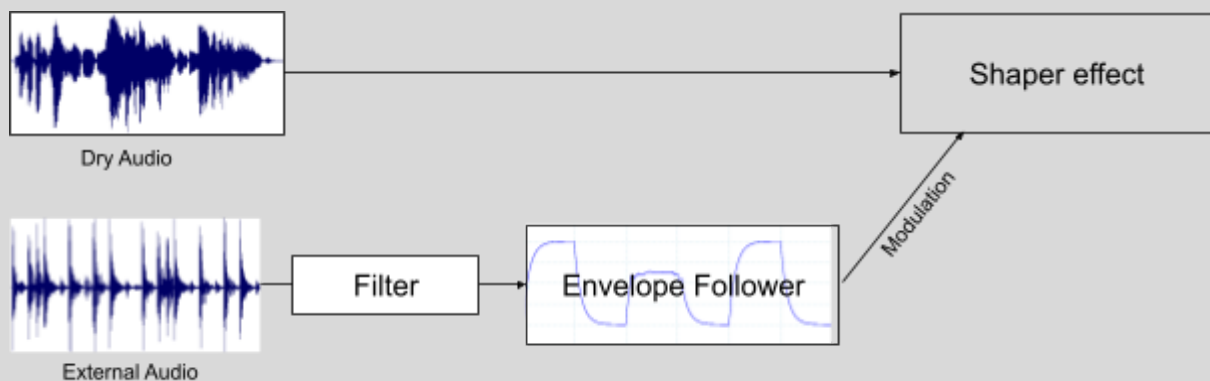 Shaper effect
Dry Audio
Modulation
Filter
Envelope Follower
External Audio